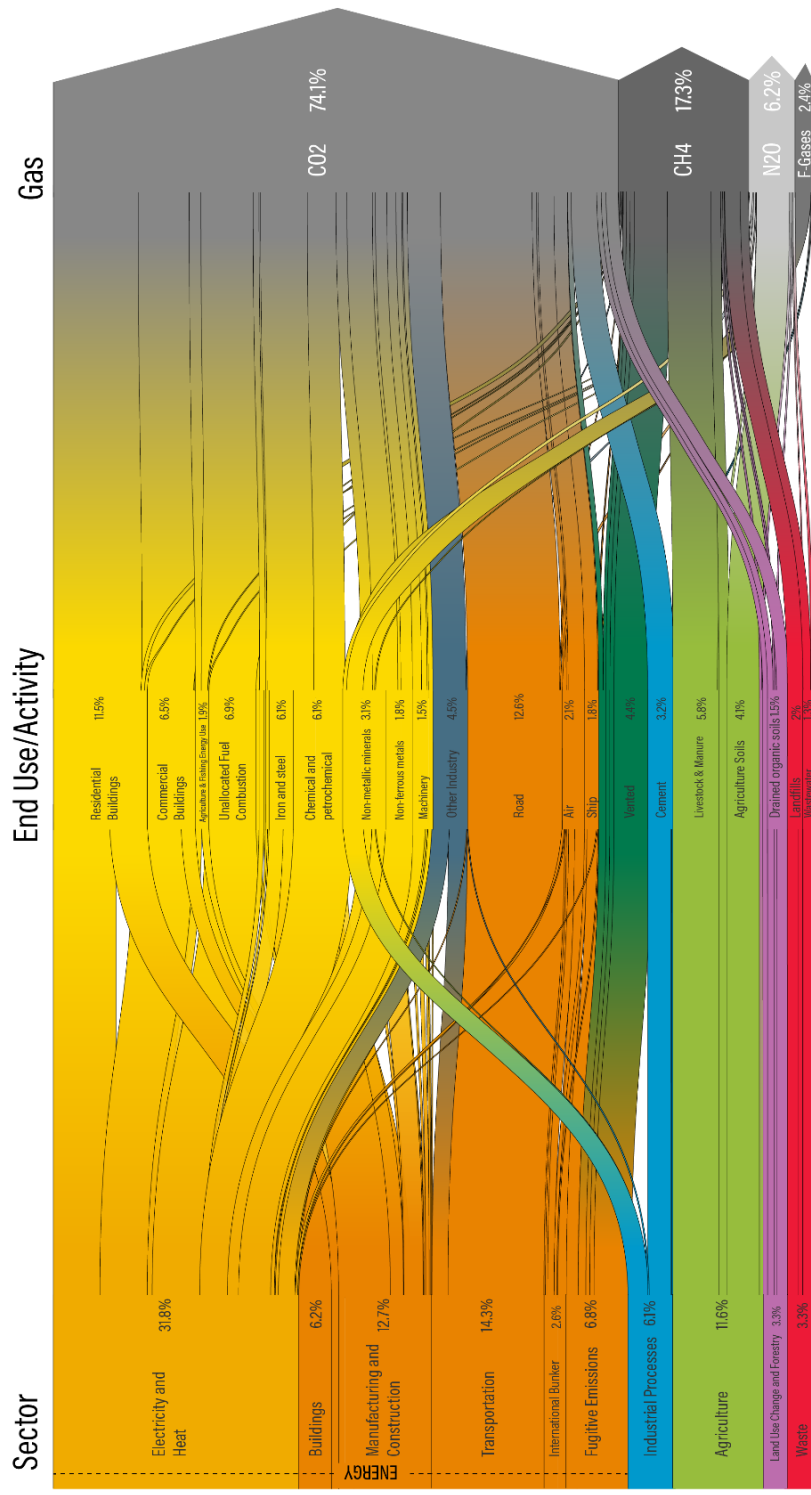 Sector
End Use/Activity
Gas
ENERGY
Electricity and
Heat
31.8%
Buildings
6.2%
Manufacturing and
Construction
12.7%
Transportation
14.3%
International Bunker
2.6%
Fugitive Emissions
6.8%
Industrial Processes
6.1%
Agriculture
11.6%
Land Use Change and Forestry
3.3%
Waste
3.3%
Residential
Buildings
11.5%
Commercial
Buildings
6.5%
Agriculture & Fishing Energy Use
1.9%
Unallocated Fuel
Combustion
6.9%
Iron and steel
6.1%
Chemical and
petrochemical
6.1%
Non-metallic minerals
3.1%
Non-ferrous metals
1.8%
Machinery
1.5%
Other Industry
4.5%
Road
12.6%
Air
2.1%
Ship
1.8%
Vented
4.4%
Cement
3.2%
Livestock & Manure
5.8%
Agriculture Soils
4.1%
Drained organic soils
1.5%
Landfills
2%
Wastewater
1.3%
CO2
74.1%
CH4
17.3%
N2O
6.2%
F-Gases
2.4%